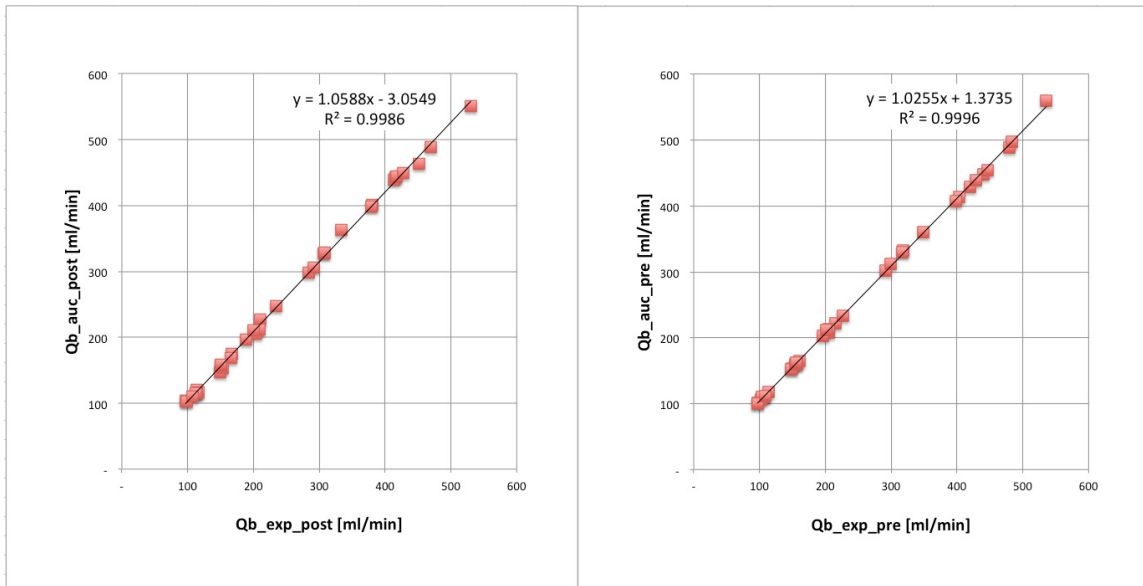 600
500
400
300
200
100
-
Qb_auc_post [ml/min]
y = 1.0588x - 3.0549
R² = 0.9986
- 100 200 300 400 500 600
Qb_exp_post [ml/min]
600
500
400
300
200
100
-
Qb_auc_pre [ml/min]
y = 1.0255x + 1.3735
R² = 0.9996
- 100 200 300 400 500 600
Qb_exp_pre [ml/min]